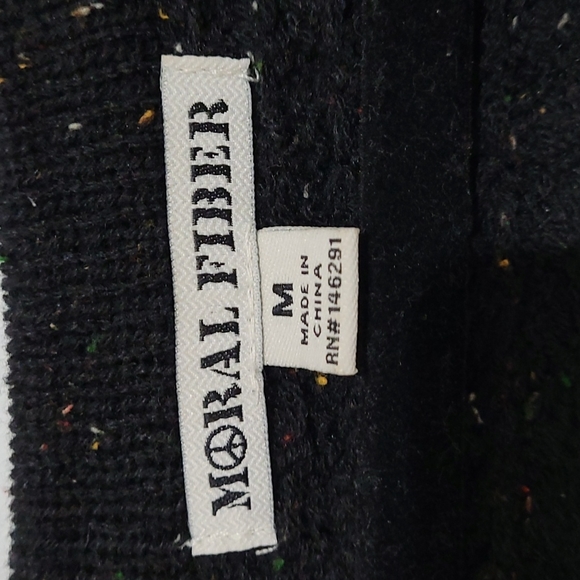 MORAL FIBER
M
MADE IN
CHINA
RN#146291